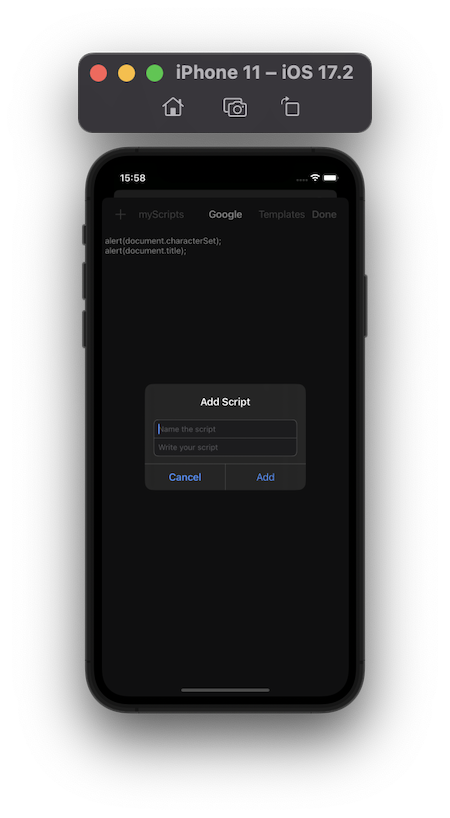 iPhone 11 – iOS 17.2
15:58
myScripts Google Templates Done
alert(document.characterSet);
alert(document.title);
Add Script
Name the script
Write your script
Cancel Add